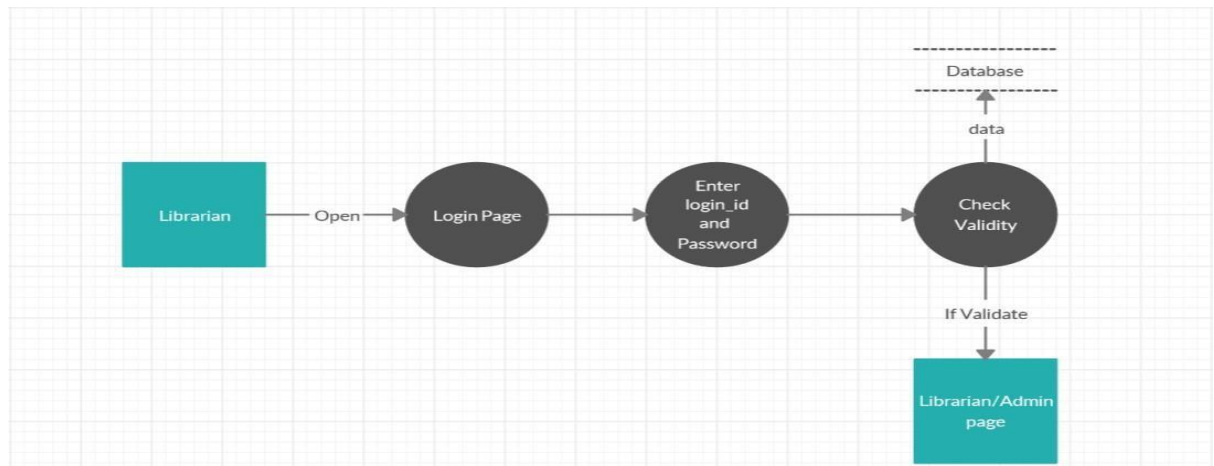 Database
data
Librarian
Open
Login Page
Enter
login_id
and
Password
Check
Validity
If Validate
Librarian/Admin
page